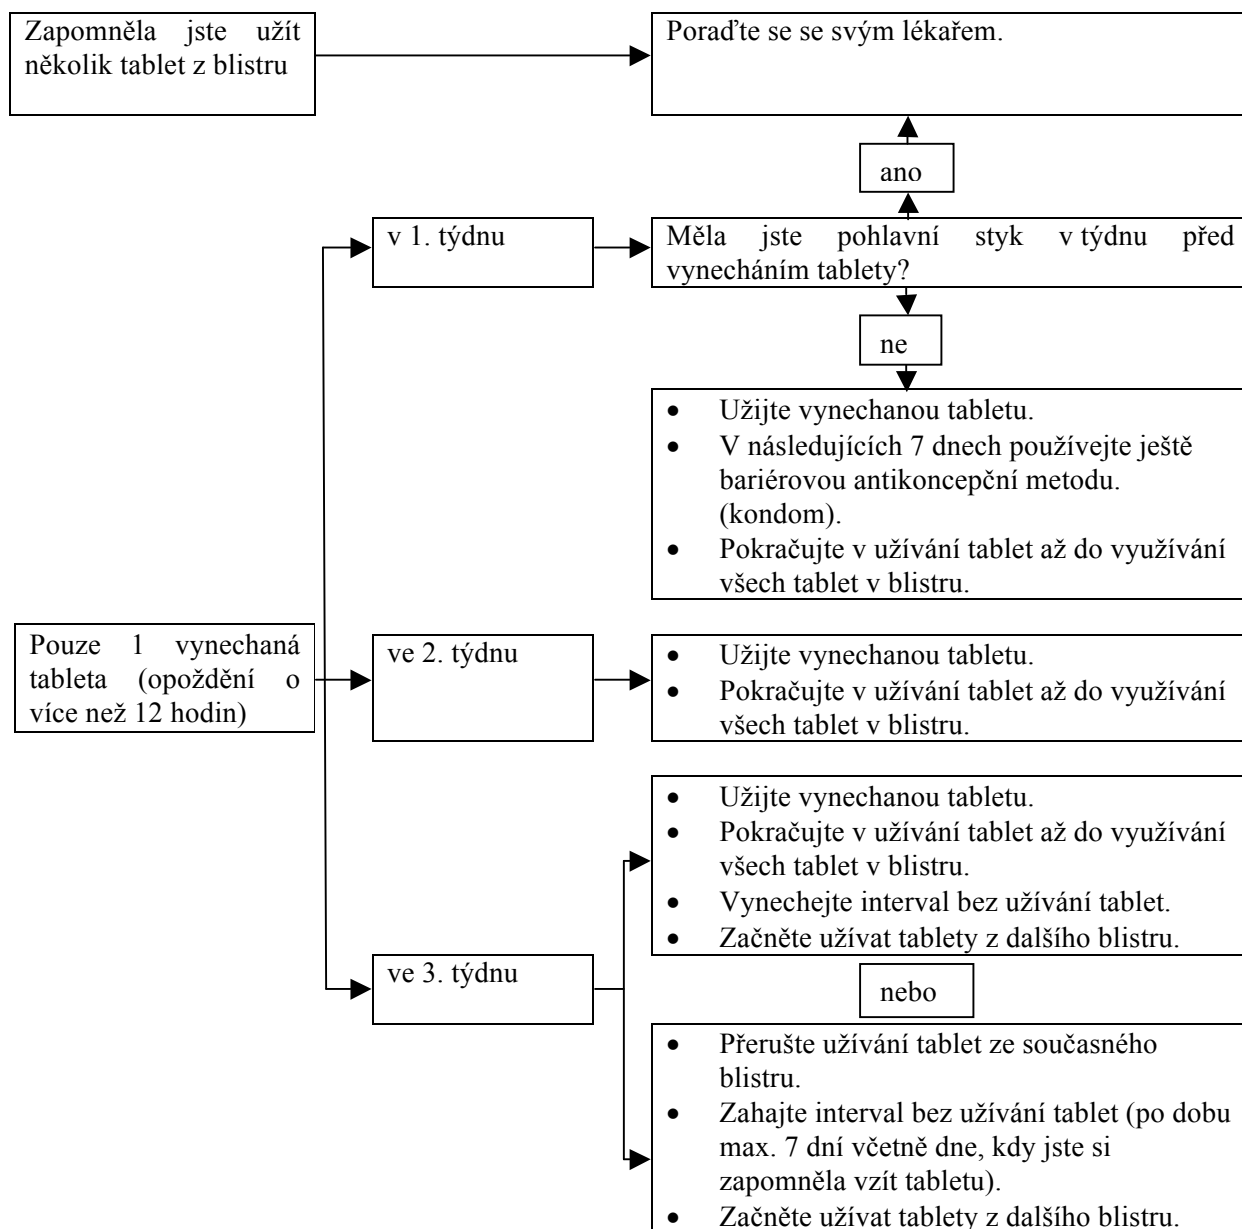 Zapomněla jste užít
několik tablet z blistru
Poraďte se se svým lékařem.
ano
v 1. týdnu
Měla jste pohlavní styk v týdnu před
vynecháním tablety?
ne
• Užijte vynechanou tabletu.
• V následujících 7 dnech používejte ještě
bariérovou antikoncepční metodu.
(kondom).
• Pokračujte v užívání tablet až do využívání
všech tablet v blistru.
Pouze 1 vynechaná
tableta (opoždění o
více než 12 hodin)
ve 2. týdnu
• Užijte vynechanou tabletu.
• Pokračujte v užívání tablet až do využívání
všech tablet v blistru.
• Užijte vynechanou tabletu.
• Pokračujte v užívání tablet až do využívání
všech tablet v blistru.
• Vynechejte interval bez užívání tablet.
• Začněte užívat tablety z dalšího blistru.
ve 3. týdnu
nebo
• Přerušte užívání tablet ze současného
blistru.
• Zahajte interval bez užívání tablet (po dobu
max. 7 dní včetně dne, kdy jste si
zapomněla vzít tabletu).
• Začněte užívat tablety z dalšího blistru.